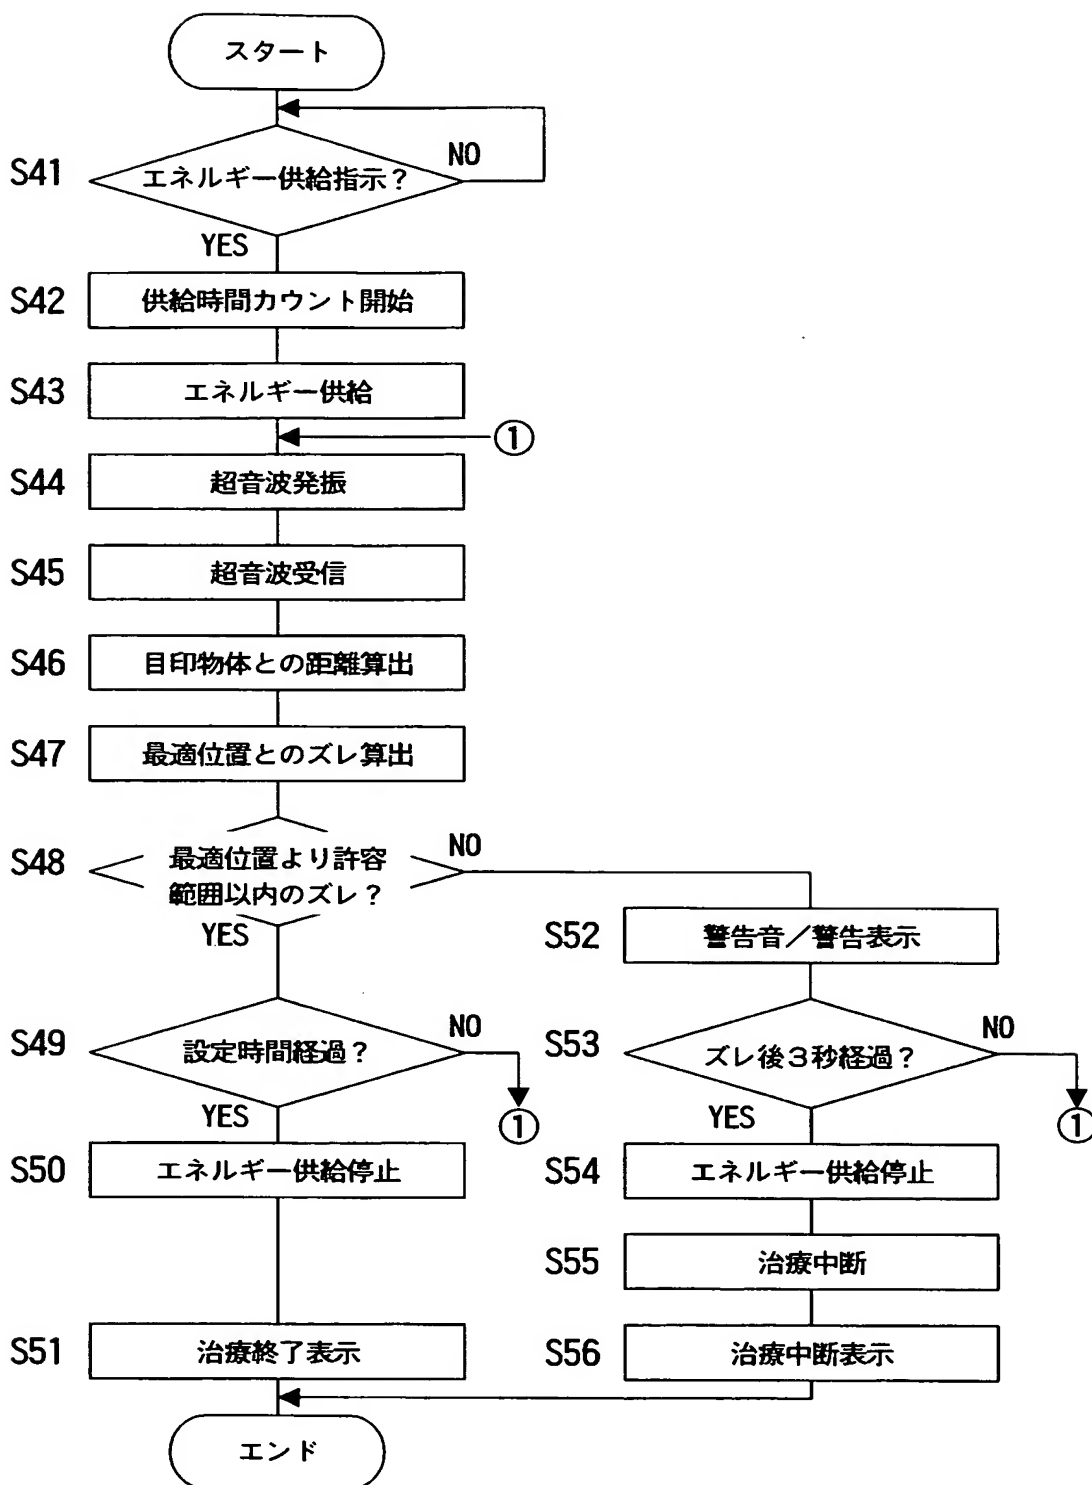 スタート
S41
エネルギー供給指示?
NO
YES
S42
供給時間カウント開始
S43
エネルギー供給
①
S44
超音波発振
S45
超音波受信
S46
目印物体との距離算出
S47
最適位置とのズレ算出
S48
最適位置より許容
範囲以内のズレ?
NO
YES
S49
設定時間経過?
NO
①
YES
S50
エネルギー供給停止
S51
治療終了表示
S52
警告音/警告表示
S53
ズレ後3秒経過?
NO
①
YES
S54
エネルギー供給停止
S55
治療中断
S56
治療中断表示
エンド